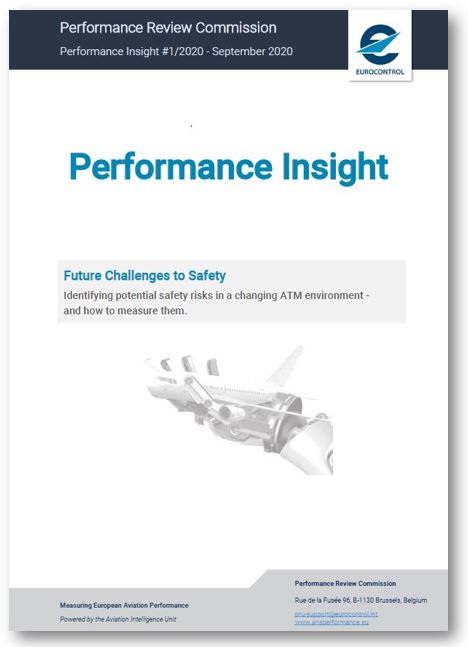 Performance Review Commission
Performance Insight #1/2020 - September 2020
EUROCONTROL
Performance Insight
Future Challenges to Safety
Identifying potential safety risks in a changing ATM environment -
and how to measure them.
Performance Review Commission
Rue de la Fusée 96, B-1130 Brussels, Belgium
pru-support@eurocontrol.int
www.ansperformance.eu
Measuring European Aviation Performance
Powered by the Aviation Intelligence Unit